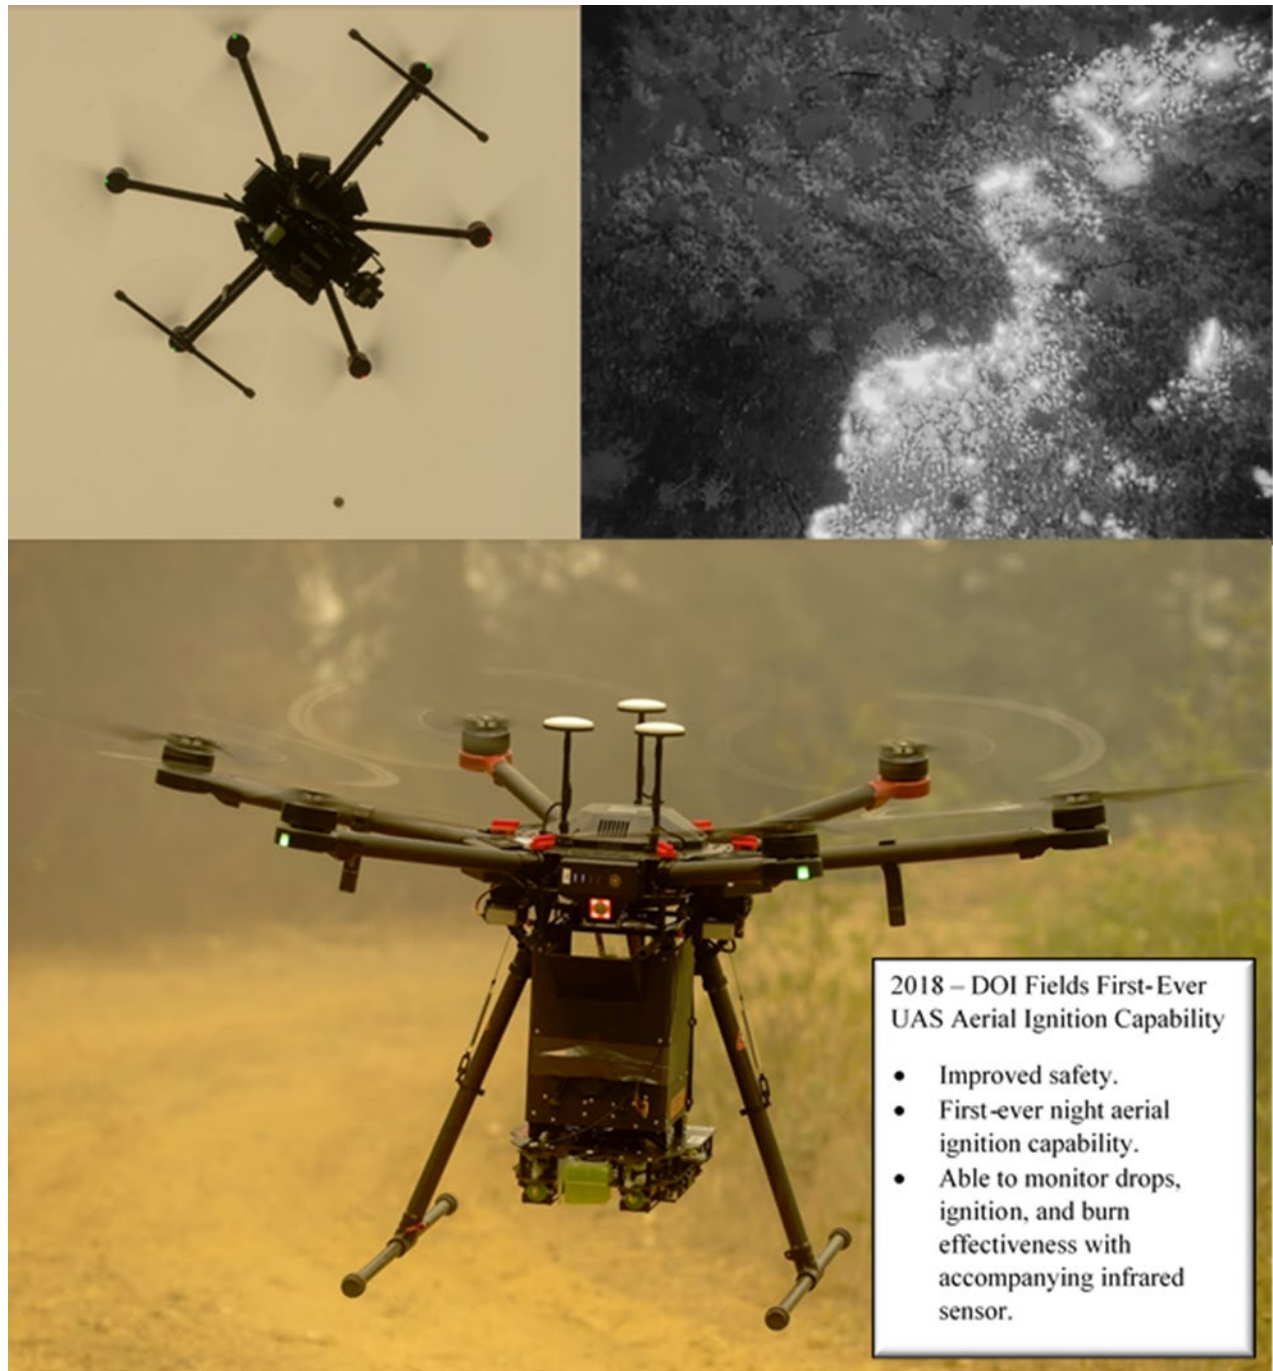 2018 – DOI Fields First-Ever
UAS Aerial Ignition Capability
• Improved safety.
• First-ever night aerial
ignition capability.
• Able to monitor drops,
ignition, and burn
effectiveness with
accompanying infrared
sensor.